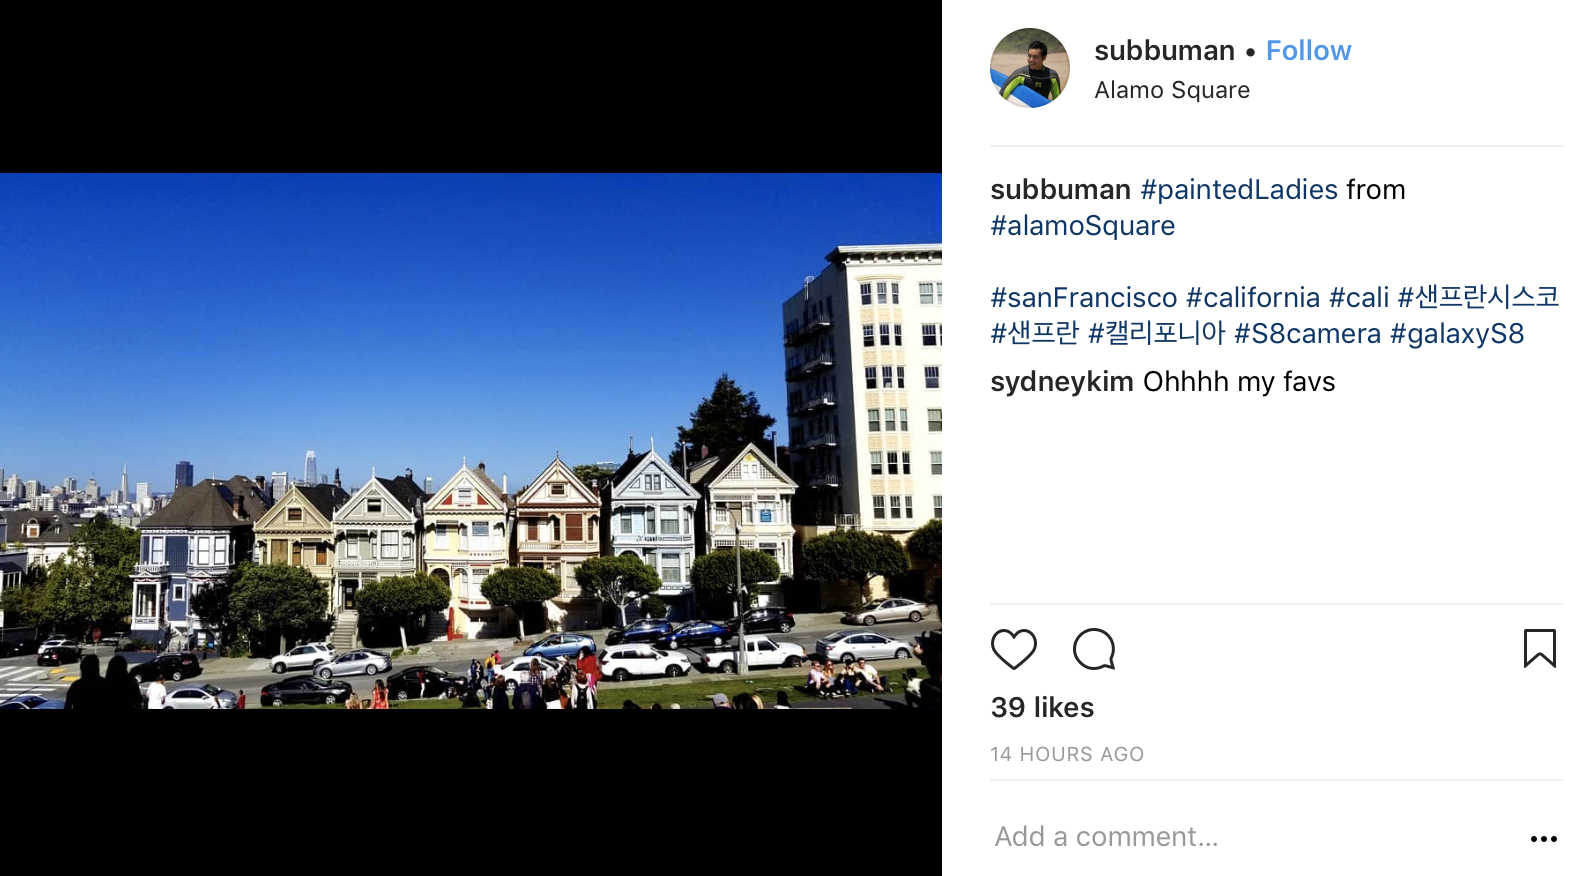 subbuman • Follow
Alamo Square
subbuman #paintedLadies from
#alamoSquare
#sanFrancisco #california #cali #샌프란시스코
#샌프란 #캘리포니아 #S8camera #galaxyS8
sydneykim Ohhhh my favs
39 likes
14 HOURS AGO
Add a comment...